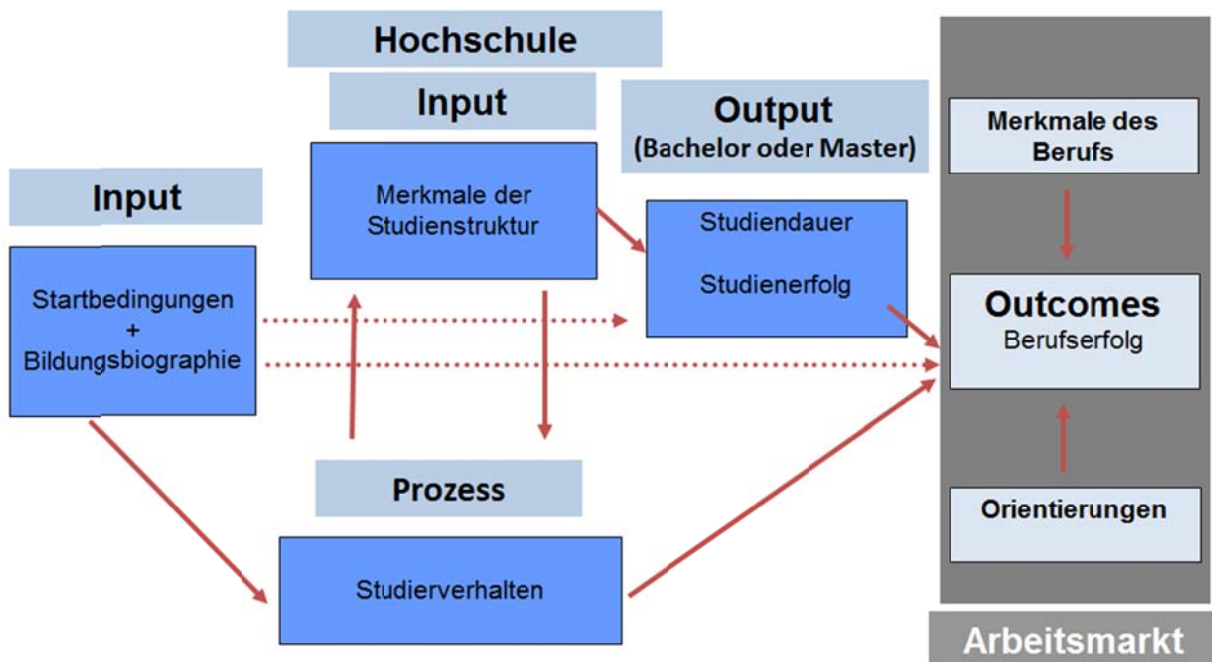 Hochschule
Input
Output
(Bachelor oder Master)
Input
Merkmale der
Studienstruktur
Studiendauer
Studienerfolg
Startbedingungen
+
Bildungsbiographie
Prozess
Studierverhalten
Merkmale des
Berufs
Outcomes
Berufserfolg
Orientierungen
Arbeitsmarkt